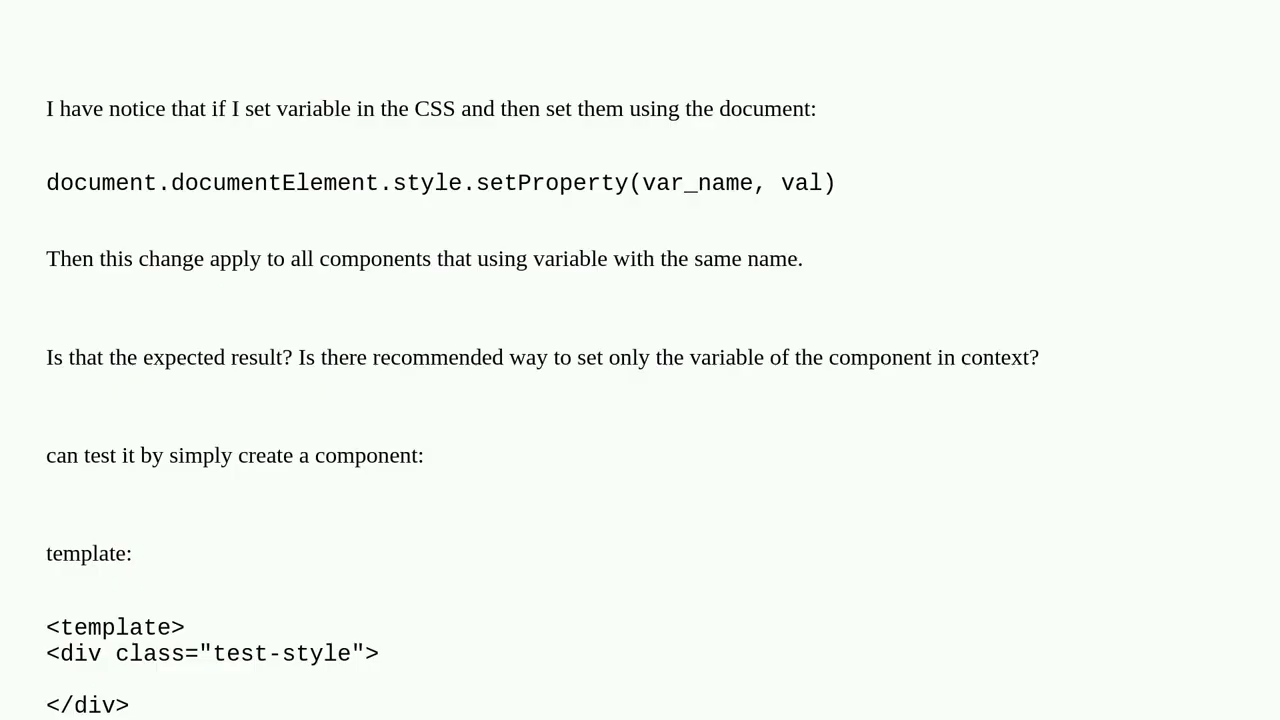 I have notice that if I set variable in the CSS and then set them using the document:
document.documentElement.style.setProperty(var_name, val)
Then this change apply to all components that using variable with the same name.
Is that the expected result? Is there recommended way to set only the variable of the component in context?
can test it by simply create a component:
template:
<template>
<div class="test-style">
</div>